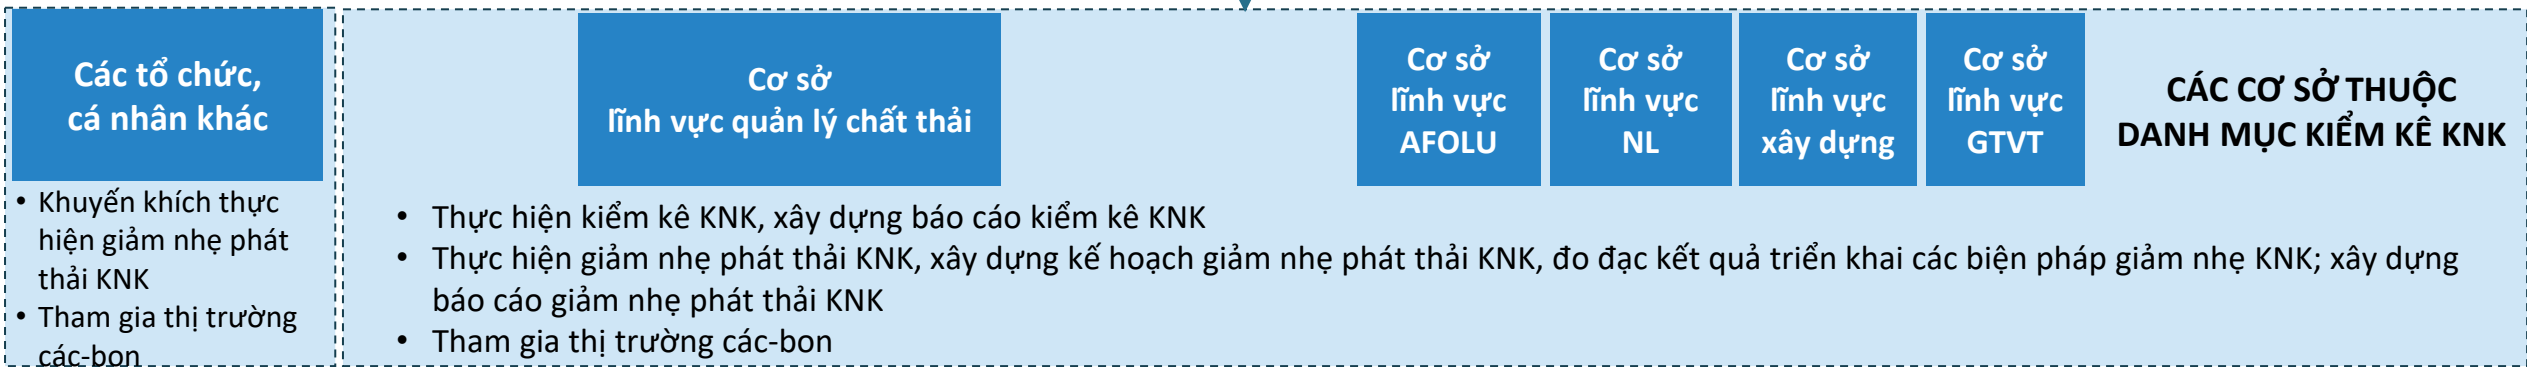 Các tổ chức,
cá nhân khác
• Khuyến khích thực
hiện giảm nhẹ phát
thải KNK
• Tham gia thị trường
các-bon
Cơ sở
lĩnh vực quản lý chất thải
Cơ sở
lĩnh vực
AFOLU
Cơ sở
lĩnh vực
NL
Cơ sở
lĩnh vực
xây dựng
Cơ sở
lĩnh vực
GTVT
CÁC CƠ SỞ THUỘC
DANH MỤC KIỂM KÊ KNK
• Thực hiện kiểm kê KNK, xây dựng báo cáo kiểm kê KNK
• Thực hiện giảm nhẹ phát thải KNK, xây dựng kế hoạch giảm nhẹ phát thải KNK, đo đạc kết quả triển khai các biện pháp giảm nhẹ KNK; xây dựng
báo cáo giảm nhẹ phát thải KNK
• Tham gia thị trường các-bon